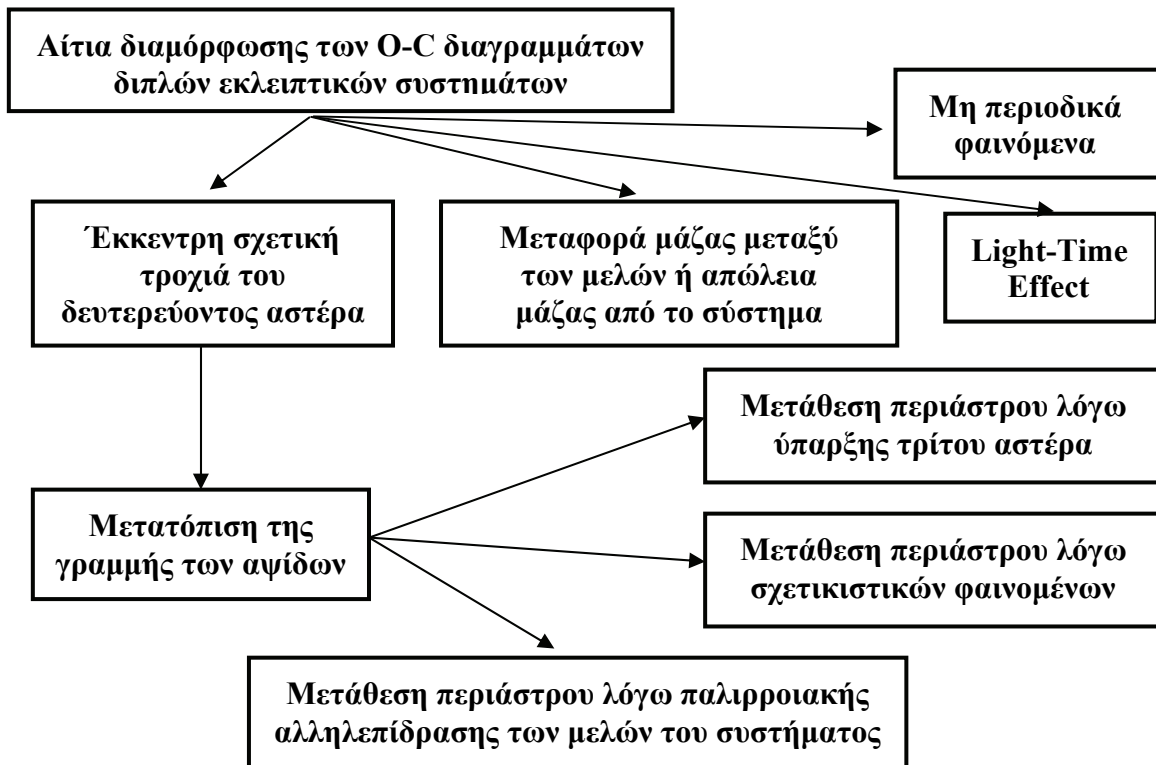 Αίτια διαμόρφωσης των O-C διαγραμμάτων
διπλών εκλειπτικών συστημάτων
Μη περιοδικά
φαινόμενα
Έκκεντρη σχετική
τροχιά του
δευτερεύοντος αστέρα
Μεταφορά μάζας μεταξύ
των μελών ή απώλεια
μάζας από το σύστημα
Light-Time
Effect
Μετάθεση περιάστρου λόγω
ύπαρξης τρίτου αστέρα
Μετατόπιση της
γραμμής των αψίδων
Μετάθεση περιάστρου λόγω
σχετικιστικών φαινομένων
Μετάθεση περιάστρου λόγω παλιρροιακής
αλληλεπίδρασης των μελών του συστήματος